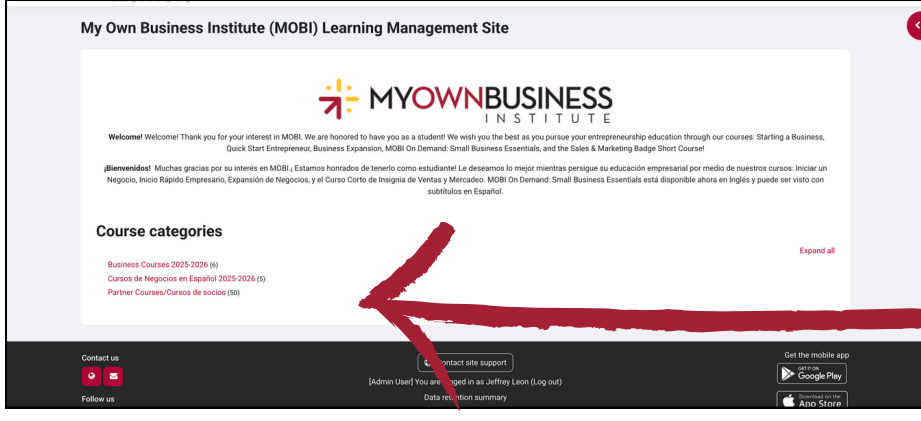 My Own Business Institute (MOBI) Learning Management Site
MYOWNBUSINESS
INSTITUTE
Welcome! Welcome! Thank you for your interest in MOBI. We are honored to have you as a student! We wish you the best as you pursue your entrepreneurship education through our courses: Starting a Business,
Quick Start Entrepreneur, Business Expansion, MOBI On Demand: Small Business Essentials, and the Sales & Marketing Badge Short Course!
¡Bienvenidos! Muchas gracias por su interés en MOBI.¡ Estamos honrados de tenerlo como estudiante! Le deseamos lo mejor mientras persigue su educación empresarial por medio de nuestros cursos: Iniciar un
Negocio, Inicio Rápido Empresario, Expansión de Negocios, y el Curso Corto de Insignia de Ventas y Mercadeo. MOBI On Demand: Small Business Essentials está disponible ahora en Inglés y puede ser visto con
subtítulos en Español.
Course categories
Expand all
Business Courses 2025-2026 (6)
Cursos de Negocios en Español 2025-2026 (5)
Partner Courses/Cursos de socios (50)
Contact us
Contact site support
Get the mobile app
GET IT ON
Google Play
[Admin User] You are logged in as Jeffrey Leon (Log out)
Follow us
Data retention summary
Download on the
App Store